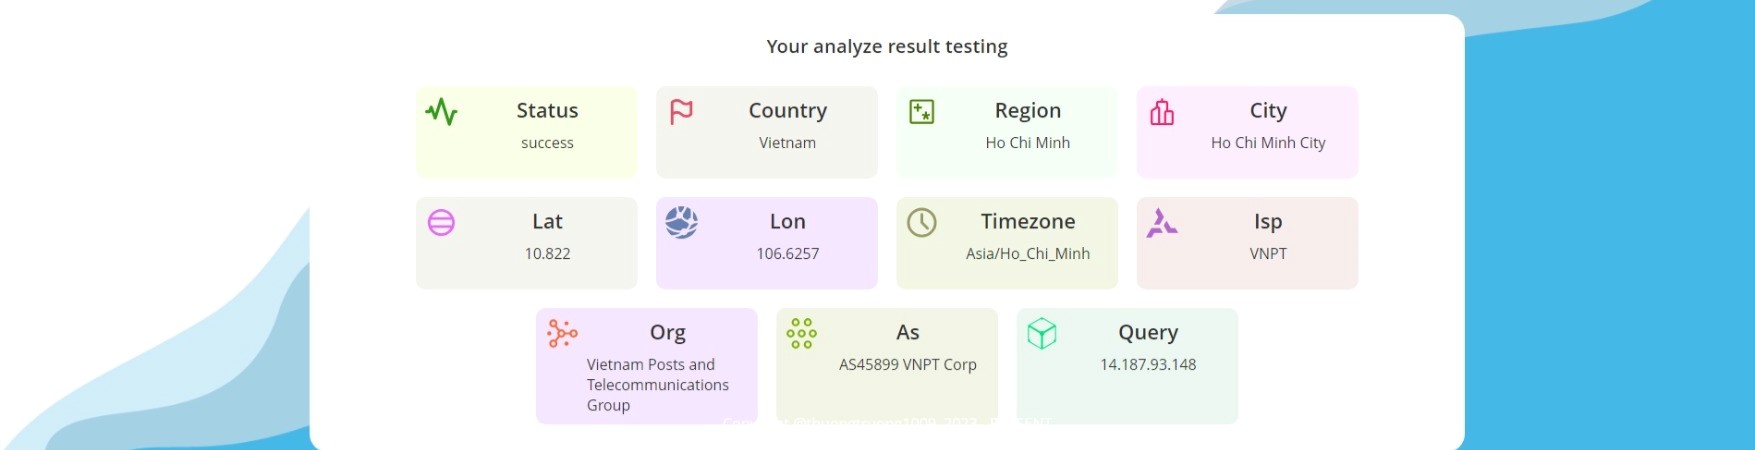 Your analyze result testing
Status
success
Country
Vietnam
Region
Ho Chi Minh
City
Ho Chi Minh City
Lat
10.822
Lon
106.6257
Timezone
Asia/Ho_Chi_Minh
Isp
VNPT
Org
Vietnam Posts and
Telecommunications
Group
As
AS45899 VNPT Corp
Query
14.187.93.148